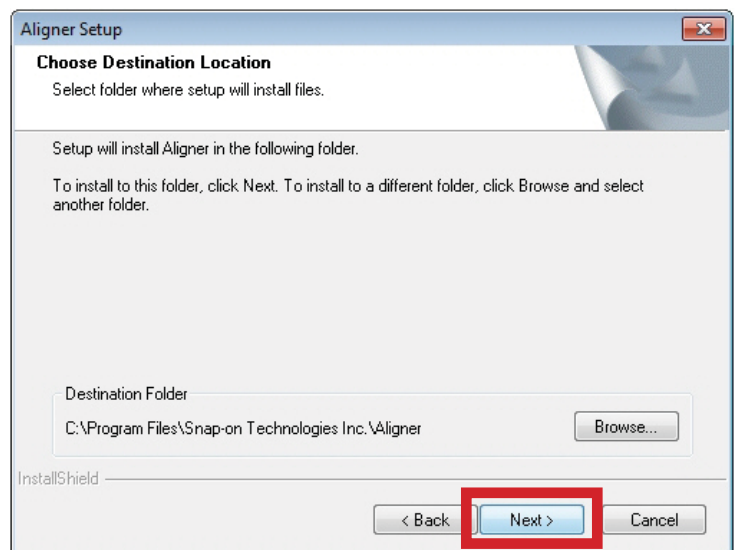 Aligner Setup
Choose Destination Location
Select folder where setup will install files.
Setup will install Aligner in the following folder.
To install to this folder, click Next. To install to a different folder, click Browse and select
another folder.
Destination Folder
C:\Program Files\Snap-on Technologies Inc.\Aligner
Browse...
InstallShield
< Back
Next >
Cancel